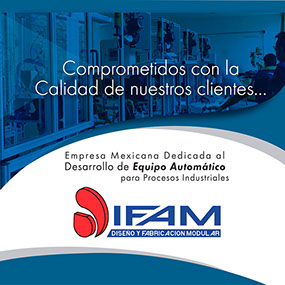 Comprometidos con la
Calidad de nuestros clientes...
Empresa Mexicana Dedicada al
Desarrollo de Equipo Automático
para Procesos Industriales
IFAM
DISEÑO Y FABRICACION MODULAR